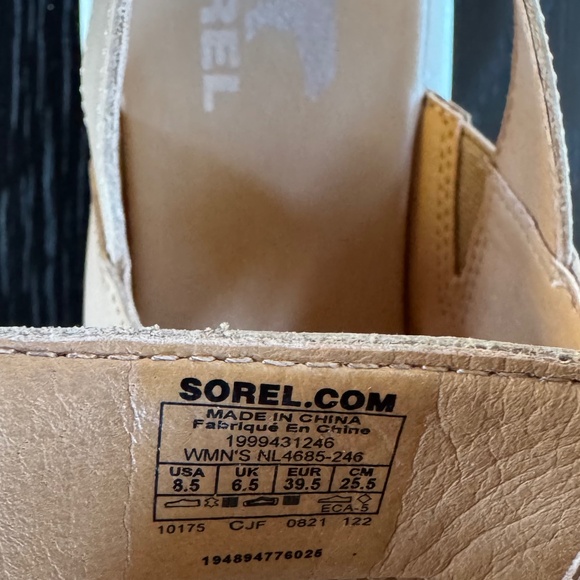 SOREL
SOREL.COM
MADE IN CHINA
Fabriqué En Chine
1999431246
WMN'S NL4685-246
USA UK EUR CM
8.5 6.5 39.5 25.5
ECA-5
10175 CJF 0821 122
194894776025